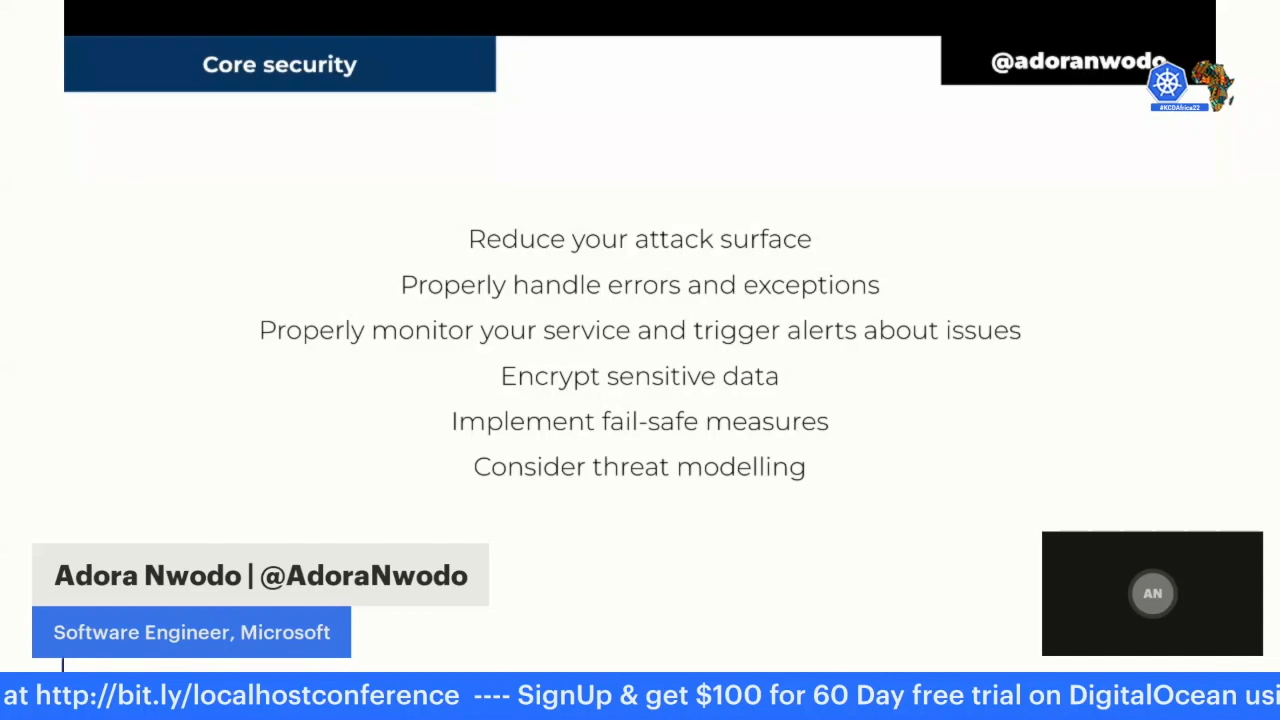 Core security
@adoranwodo
#KCDAfrica22
Reduce your attack surface
Properly handle errors and exceptions
Properly monitor your service and trigger alerts about issues
Encrypt sensitive data
Implement fail-safe measures
Consider threat modelling
Adora Nwodo | @AdoraNwodo
AN
Software Engineer, Microsoft
at http://bit.ly/localhostconference ---- SignUp & get $100 for 60 Day free trial on DigitalOcean usi